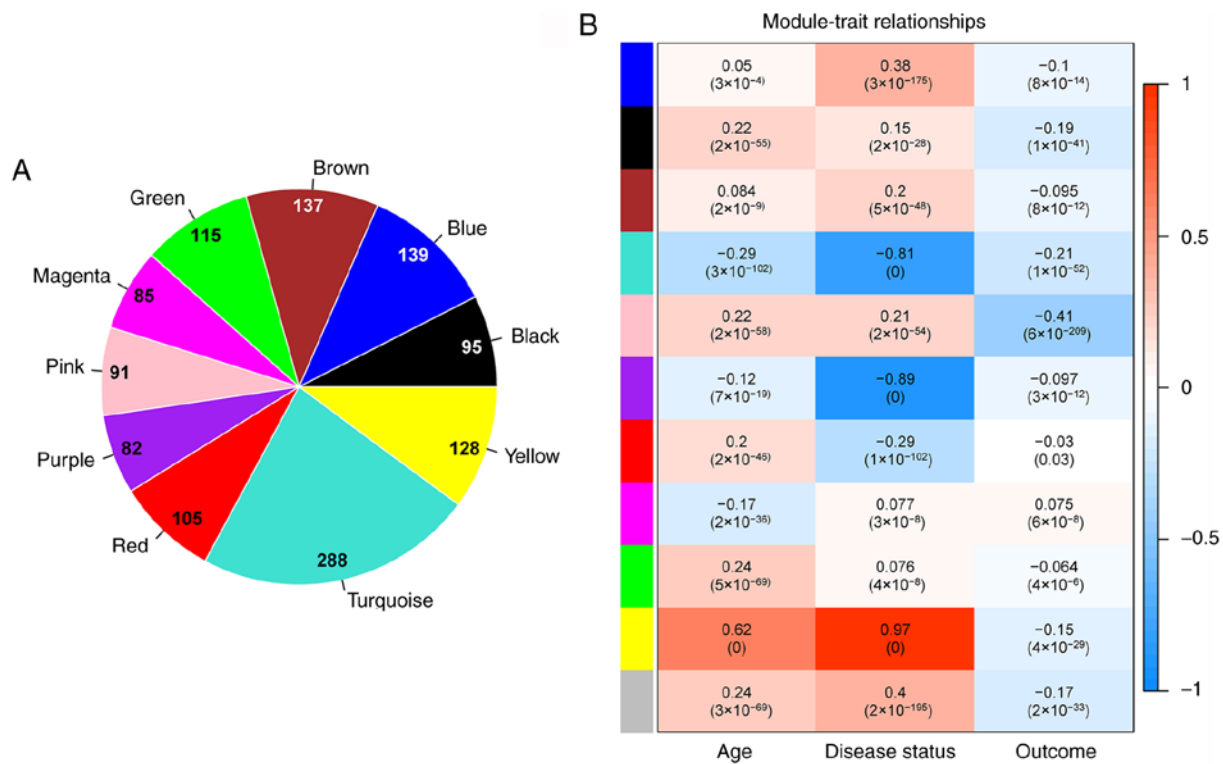 A
Brown
137
Green
115
Blue
139
Magenta
85
Black
95
Pink
91
Yellow
128
Purple
82
Red
105
288
Turquoise
B
Module-trait relationships
0.05 0.38 −0.1
(3×10⁻⁴) (3×10⁻¹⁷⁵) (8×10⁻¹⁴)
0.22 0.15 −0.19
(2×10⁻⁵⁵) (2×10⁻²⁸) (1×10⁻⁴¹)
0.084 0.2 −0.095
(2×10⁻⁹) (5×10⁻⁴⁸) (8×10⁻¹²)
−0.29 −0.81 −0.21
(3×10⁻¹⁰²) (0) (1×10⁻⁵²)
0.22 0.21 −0.41
(2×10⁻⁵⁸) (2×10⁻⁵⁴) (6×10⁻²⁰⁹)
−0.12 −0.89 −0.097
(7×10⁻¹⁹) (0) (3×10⁻¹²)
0.2 −0.29 −0.03
(2×10⁻⁴⁶) (1×10⁻¹⁰²) (0.03)
−0.17 0.077 0.075
(2×10⁻³⁶) (3×10⁻⁸) (6×10⁻⁸)
0.24 0.076 −0.064
(5×10⁻⁶⁹) (4×10⁻⁸) (4×10⁻⁶)
0.62 0.97 −0.15
(0) (0) (4×10⁻²⁹)
0.24 0.4 −0.17
(3×10⁻⁶⁹) (2×10⁻¹⁹⁵) (2×10⁻³³)
Age Disease status Outcome
1
0.5
0
−0.5
−1